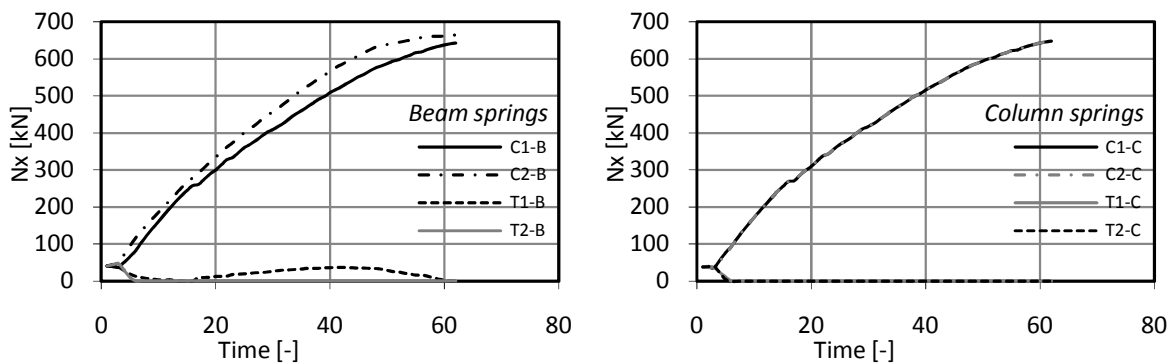 700
600
500
400
300
200
100
0
Nx [kN]
Beam springs
C1-B
C2-B
T1-B
T2-B
0 20 40 60 80
Time [-]
700
600
500
400
300
200
100
0
Nx [kN]
Column springs
C1-C
C2-C
T1-C
T2-C
0 20 40 60 80
Time [-]